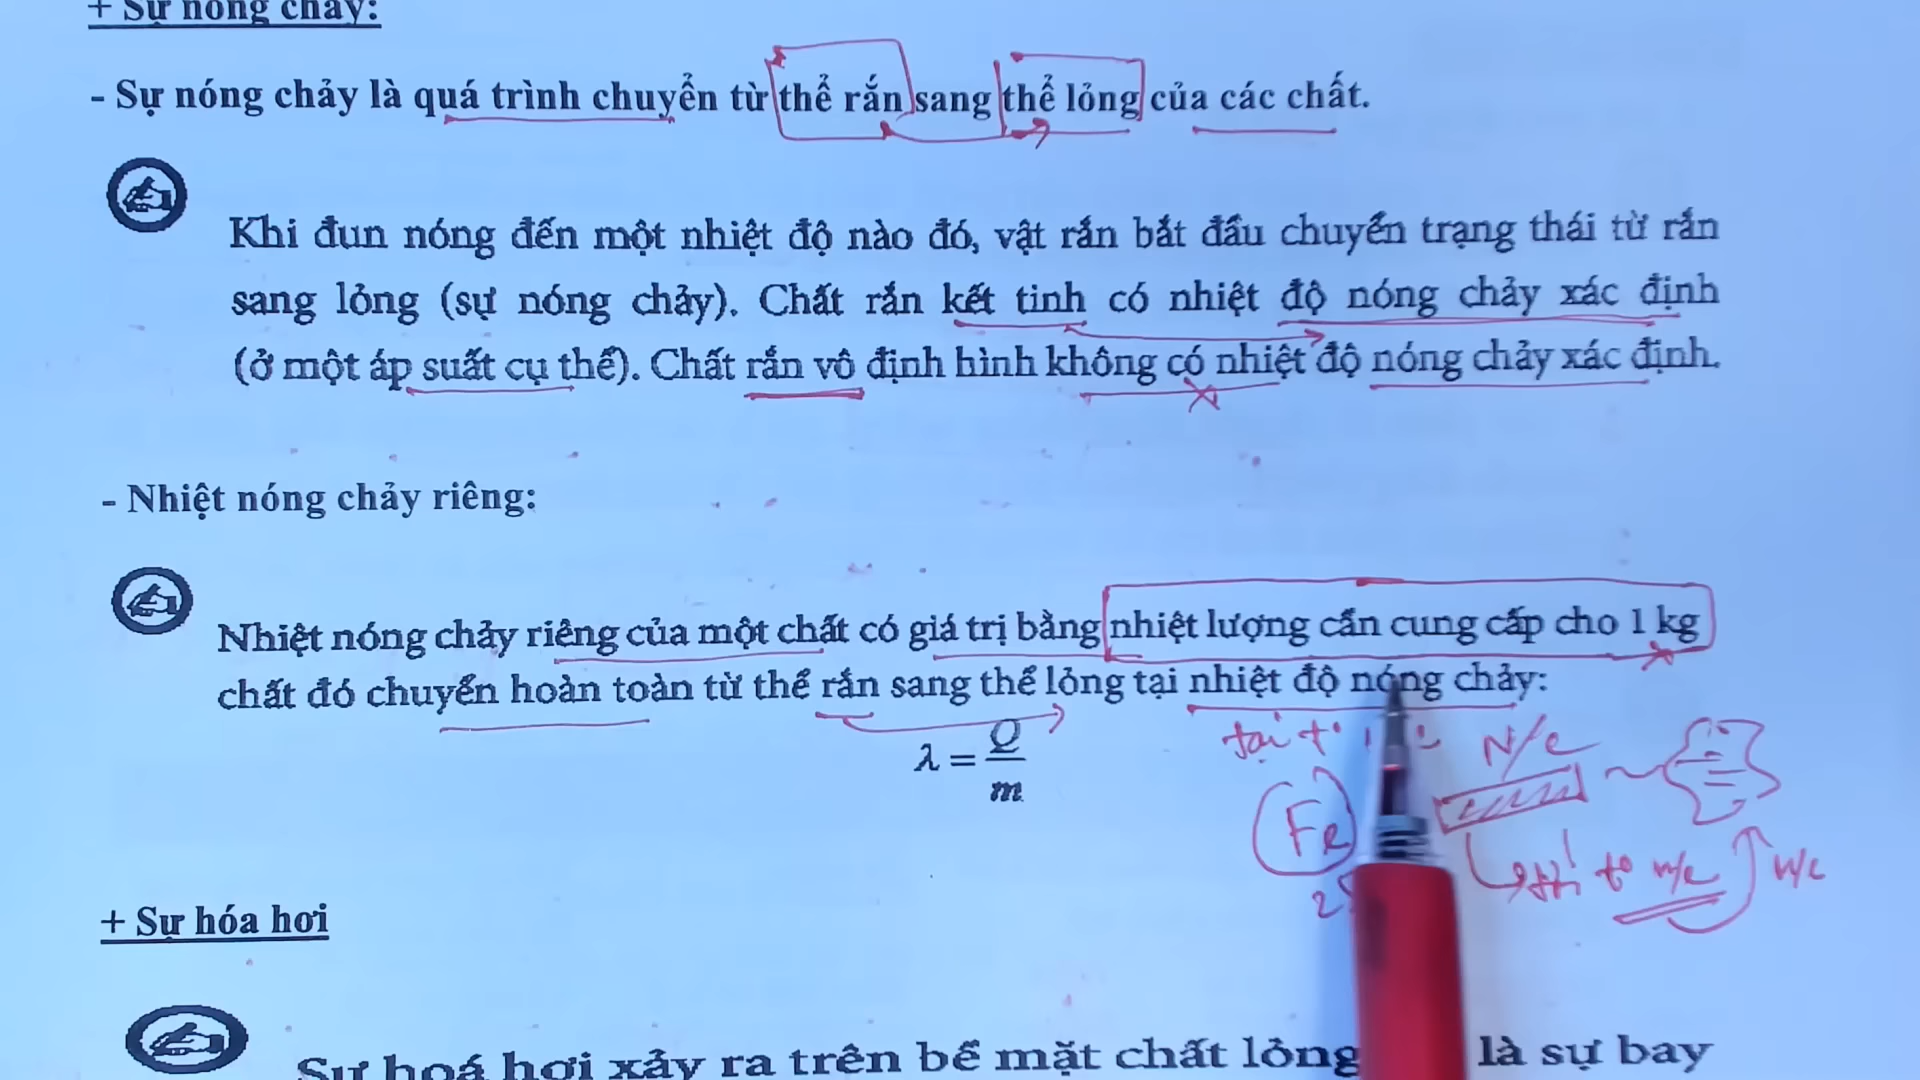 + Sự nóng chảy:
- Sự nóng chảy là quá trình chuyển từ thể rắn sang thể lỏng của các chất.
Khi đun nóng đến một nhiệt độ nào đó, vật rắn bắt đầu chuyển trạng thái từ rắn
sang lỏng (sự nóng chảy). Chất rắn kết tinh có nhiệt độ nóng chảy xác định
(ở một áp suất cụ thể). Chất rắn vô định hình không có nhiệt độ nóng chảy xác định.
- Nhiệt nóng chảy riêng:
Nhiệt nóng chảy riêng của một chất có giá trị bằng nhiệt lượng cần cung cấp cho 1 kg
chất đó chuyển hoàn toàn từ thể rắn sang thể lỏng tại nhiệt độ nóng chảy:
λ = Q/m
tại t°
N/c
Fe
t° n/c
n/c
+ Sự hóa hơi
Sự hoá hơi xảy ra trên bề mặt chất lỏng là sự bay